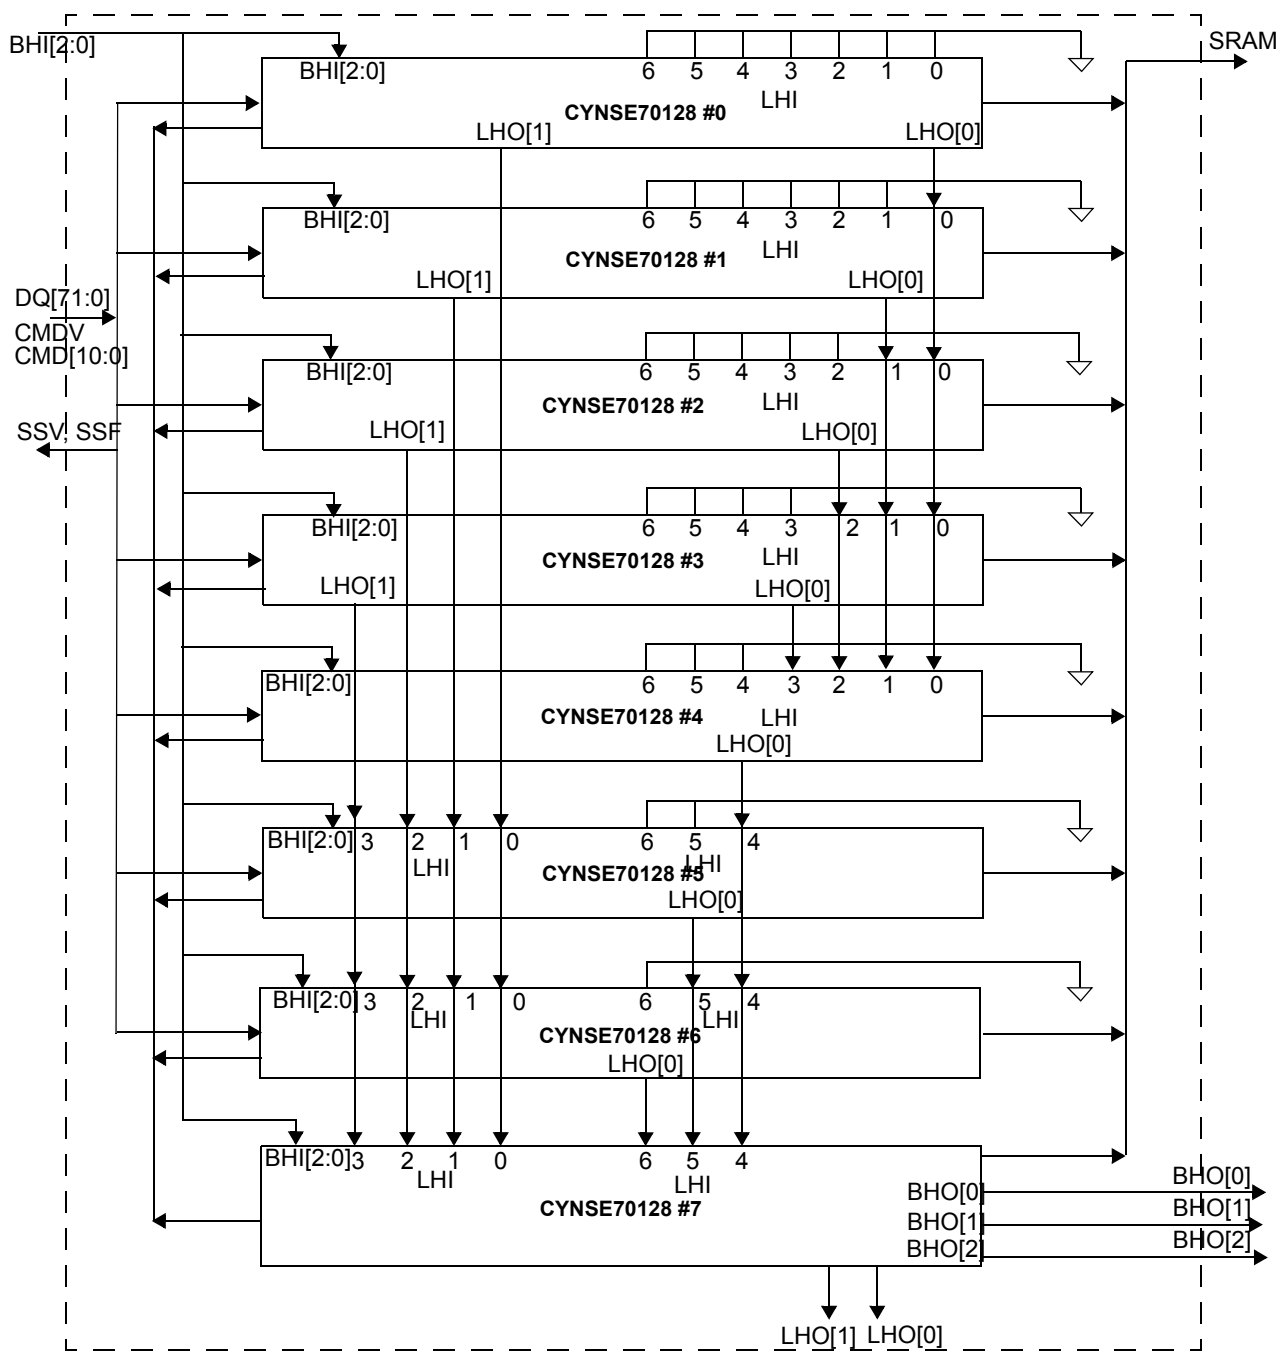 BHI[2:0]
SRAM
BHI[2:0]
6 5 4 3 2 1 0
LHI
CYNSE70128 #0
LHO[1]
LHO[0]
BHI[2:0]
6 5 4 3 2 1 0
LHI
CYNSE70128 #1
LHO[1]
LHO[0]
DQ[71:0]
CMDV
CMD[10:0]
BHI[2:0]
6 5 4 3 2 1 0
LHI
CYNSE70128 #2
LHO[1]
LHO[0]
SSV, SSF
BHI[2:0]
6 5 4 3 2 1 0
LHI
CYNSE70128 #3
LHO[1]
LHO[0]
BHI[2:0]
6 5 4 3 2 1 0
LHI
CYNSE70128 #4
LHO[0]
BHI[2:0] 3 2 1 0 6 5 4
LHI
LHI
CYNSE70128 #5
LHO[0]
BHI[2:0] 3 2 1 0 6 5 4
LHI
LHI
CYNSE70128 #6
LHO[0]
BHI[2:0] 3 2 1 0 6 5 4
LHI
LHI
CYNSE70128 #7
BHO[0]
BHO[0]
BHO[1]
BHO[1]
BHO[2]
BHO[2]
LHO[1] LHO[0]